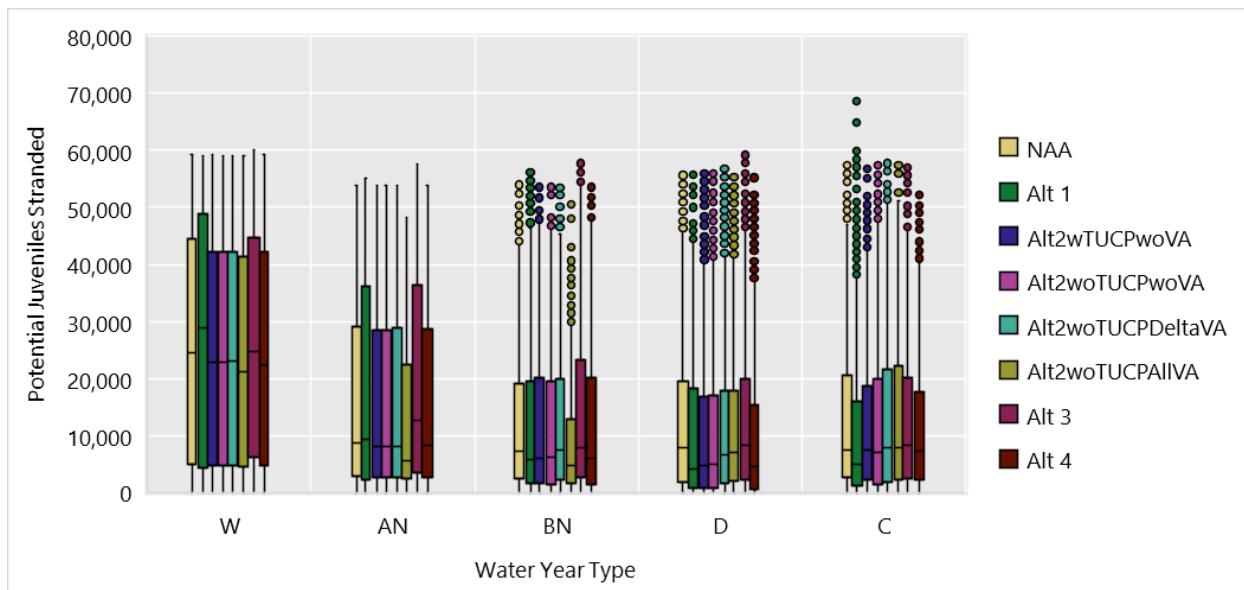 80,000
70,000
60,000
50,000
40,000
30,000
20,000
10,000
0
Potential Juveniles Stranded
W AN BN D C
Water Year Type
NAA
Alt 1
Alt2wTUCPwoVA
Alt2woTUCPwoVA
Alt2woTUCPDeltaVA
Alt2woTUCPAllVA
Alt 3
Alt 4